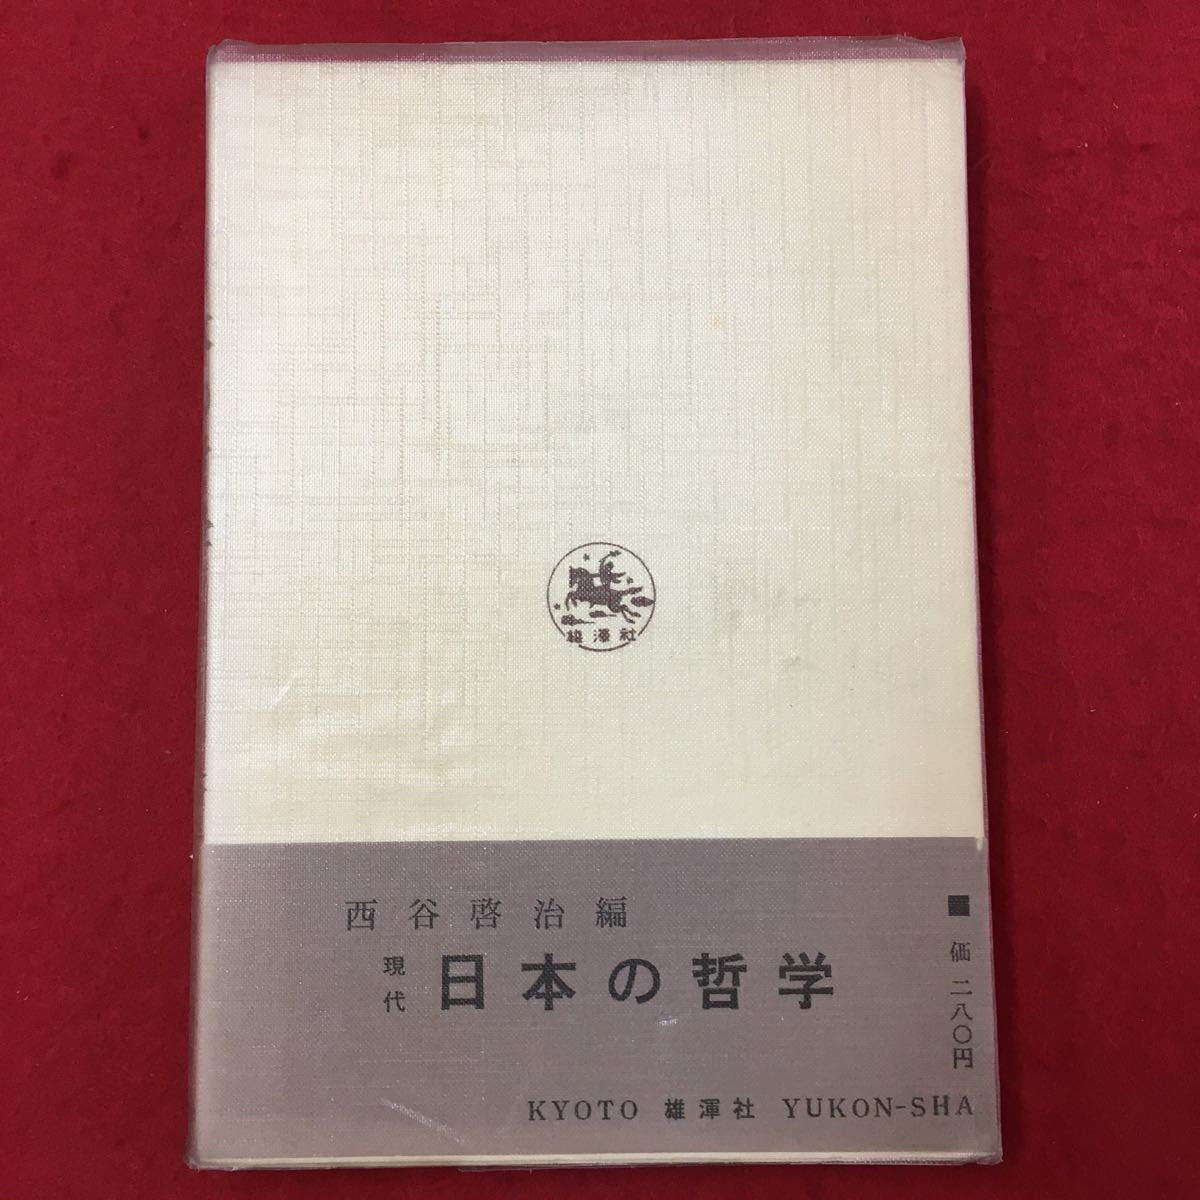 雄渾社
西谷啓治編
現代
日本の哲学
■ 価 二八〇円
KYOTO 雄渾社 YUKON-SHA